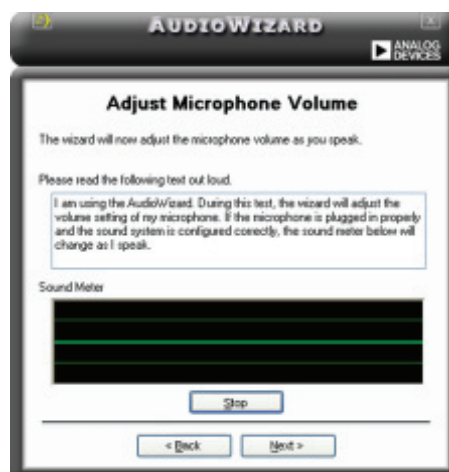 AUDIOWIZARD
ANALOG
DEVICES
Adjust Microphone Volume
The wizard will now adjust the microphone volume as you speak.
Please read the following text out loud.
I am using the AudioWizard. During this test, the wizard will adjust the
volume setting of my microphone. If the microphone is plugged in properly
and the sound system is configured correctly, the sound meter below will
change as I speak.
Sound Meter
Stop
< Back Next >